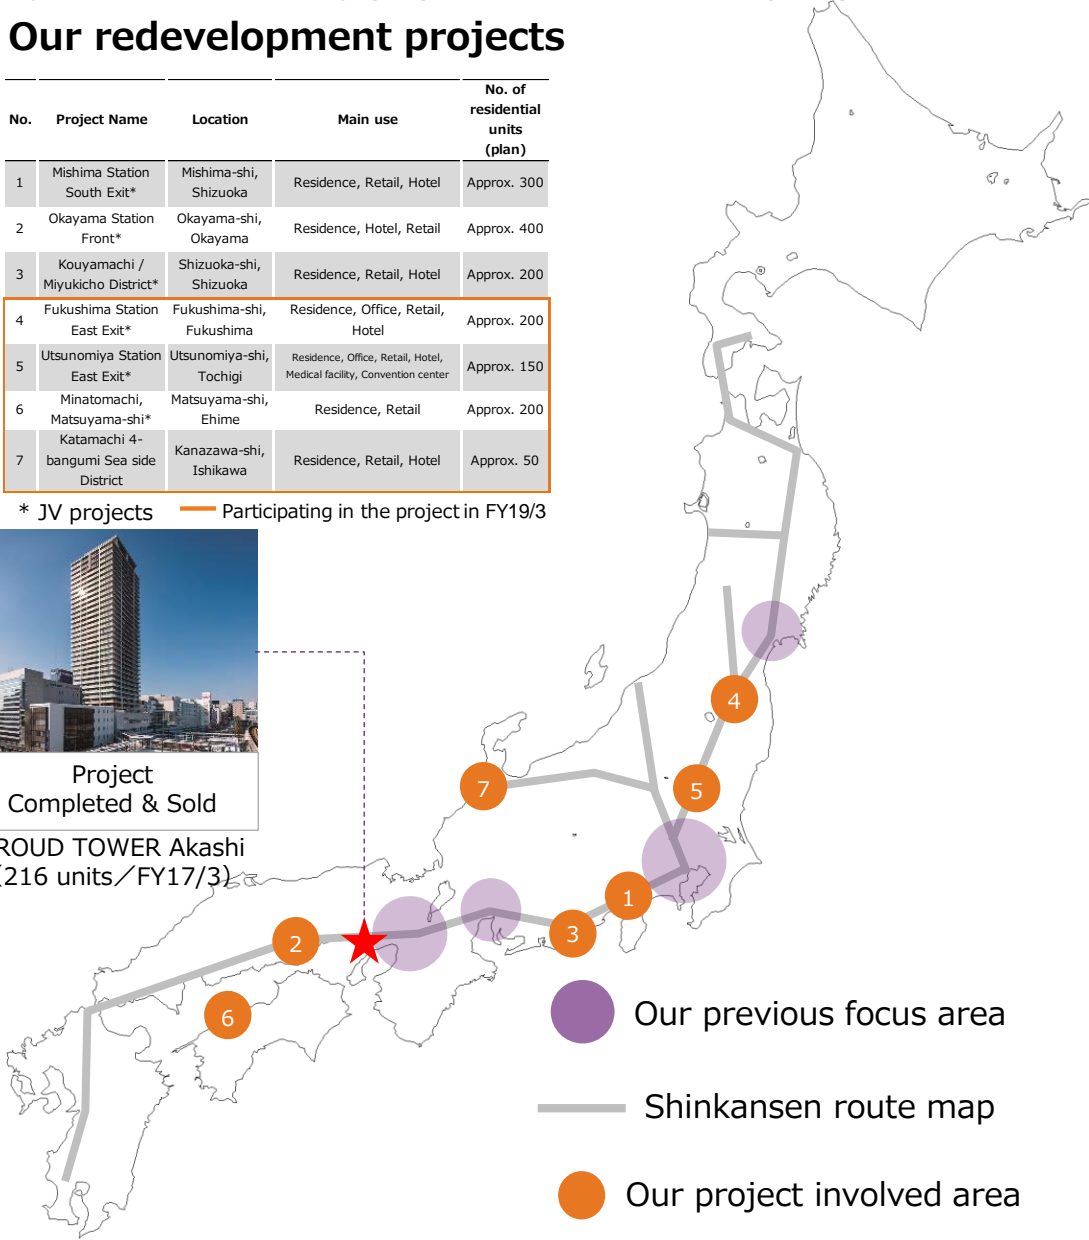 Our redevelopment projects
No. Project Name Location Main use No. of residential units (plan)
1 Mishima Station South Exit* Mishima-shi, Shizuoka Residence, Retail, Hotel Approx. 300
2 Okayama Station Front* Okayama-shi, Okayama Residence, Hotel, Retail Approx. 400
3 Kouyamachi / Miyukicho District* Shizuoka-shi, Shizuoka Residence, Retail, Hotel Approx. 200
4 Fukushima Station East Exit* Fukushima-shi, Fukushima Residence, Office, Retail, Hotel Approx. 200
5 Utsunomiya Station East Exit* Utsunomiya-shi, Tochigi Residence, Office, Retail, Hotel, Medical facility, Convention center Approx. 150
6 Minatomachi, Matsuyama-shi* Matsuyama-shi, Ehime Residence, Retail Approx. 200
7 Katamachi 4-bangumi Sea side District Kanazawa-shi, Ishikawa Residence, Retail, Hotel Approx. 50
* JV projects Participating in the project in FY19/3
Project
Completed & Sold
ROUD TOWER Akashi
(216 units／FY17/3)
4
7
5
1
2
3
6
Our previous focus area
Shinkansen route map
Our project involved area